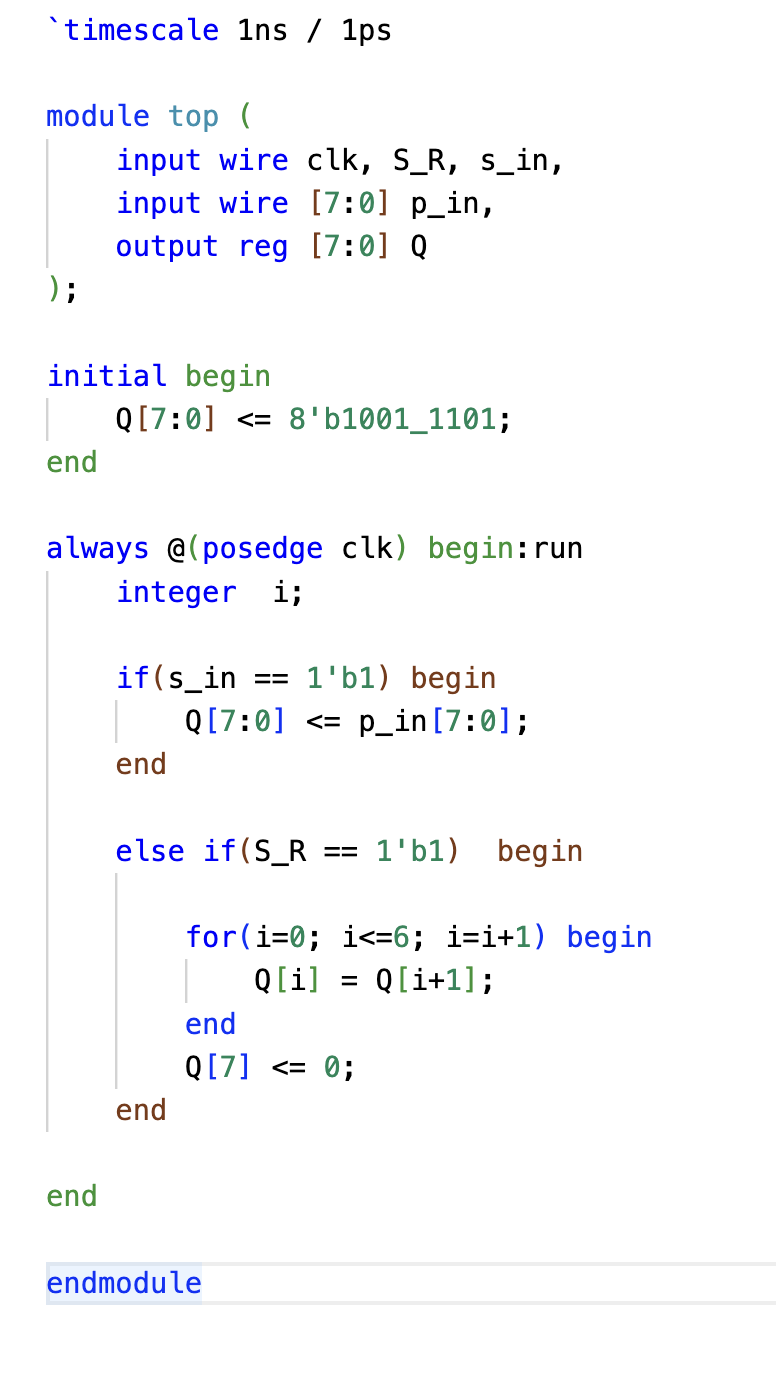 `timescale 1ns / 1ps
module top (
input wire clk, S_R, s_in,
input wire [7:0] p_in,
output reg [7:0] Q
);
initial begin
Q[7:0] <= 8'b1001_1101;
end
always @(posedge clk) begin:run
integer  i;
if(s_in == 1'b1) begin
Q[7:0] <= p_in[7:0];
end
else if(S_R == 1'b1)  begin
for(i=0; i<=6; i=i+1) begin
Q[i] = Q[i+1];
end
Q[7] <= 0;
end
end
endmodule